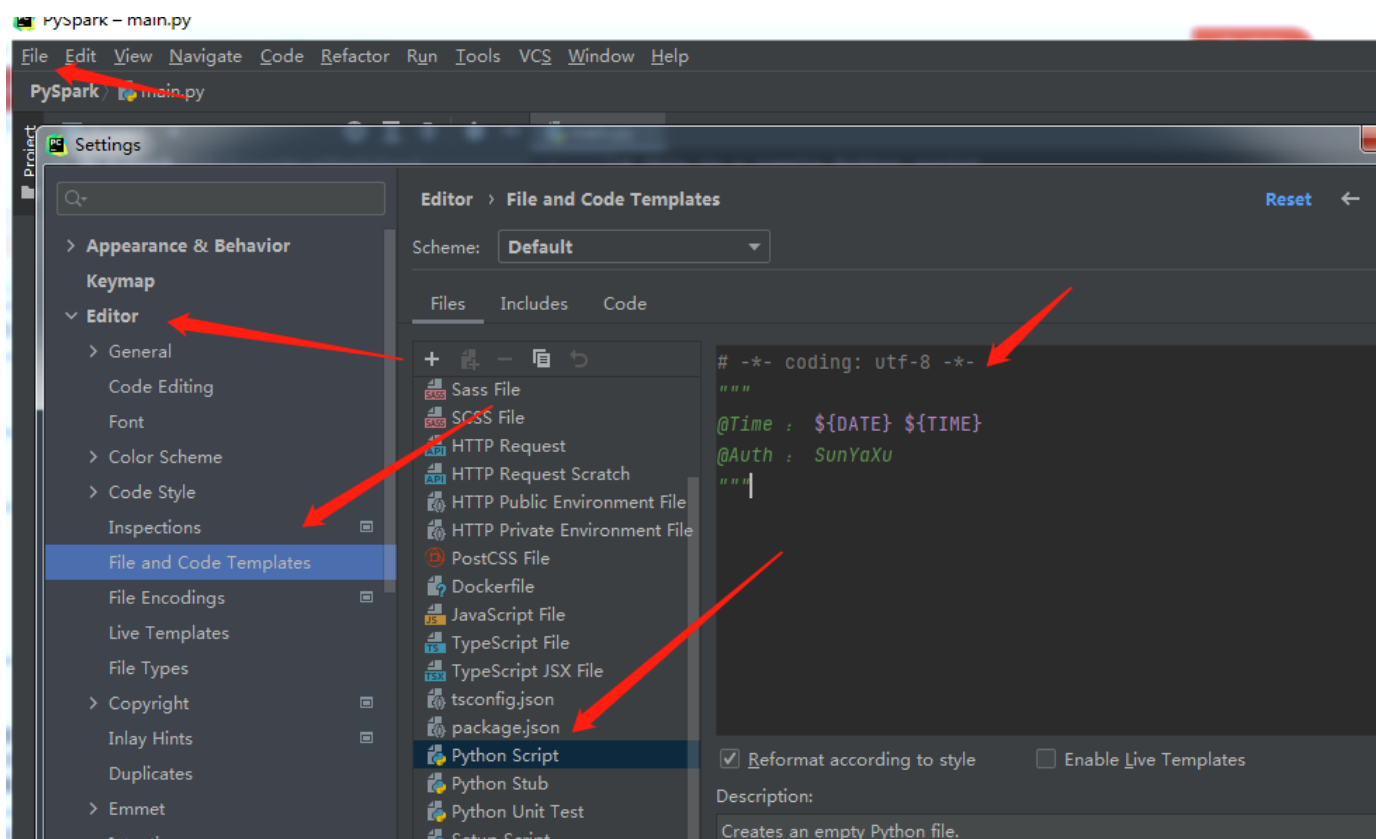 PySpark – main.py
File Edit View Navigate Code Refactor Run Tools VCS Window Help
PySpark main.py
Project
Settings
Editor › File and Code Templates
Reset
Appearance & Behavior
Keymap
Editor
General
Code Editing
Font
Color Scheme
Code Style
Inspections
File and Code Templates
File Encodings
Live Templates
File Types
Copyright
Inlay Hints
Duplicates
Emmet
Scheme: Default
Files Includes Code
Sass File
SCSS File
HTTP Request
HTTP Request Scratch
HTTP Public Environment File
HTTP Private Environment File
PostCSS File
Dockerfile
JavaScript File
TypeScript File
TypeScript JSX File
tsconfig.json
package.json
Python Script
Python Stub
Python Unit Test
Setup Script
# -*- coding: utf-8 -*-
"""
@Time : ${DATE} ${TIME}
@Auth : SunYaXu
"""
Reformat according to style Enable Live Templates
Description:
Creates an empty Python file.